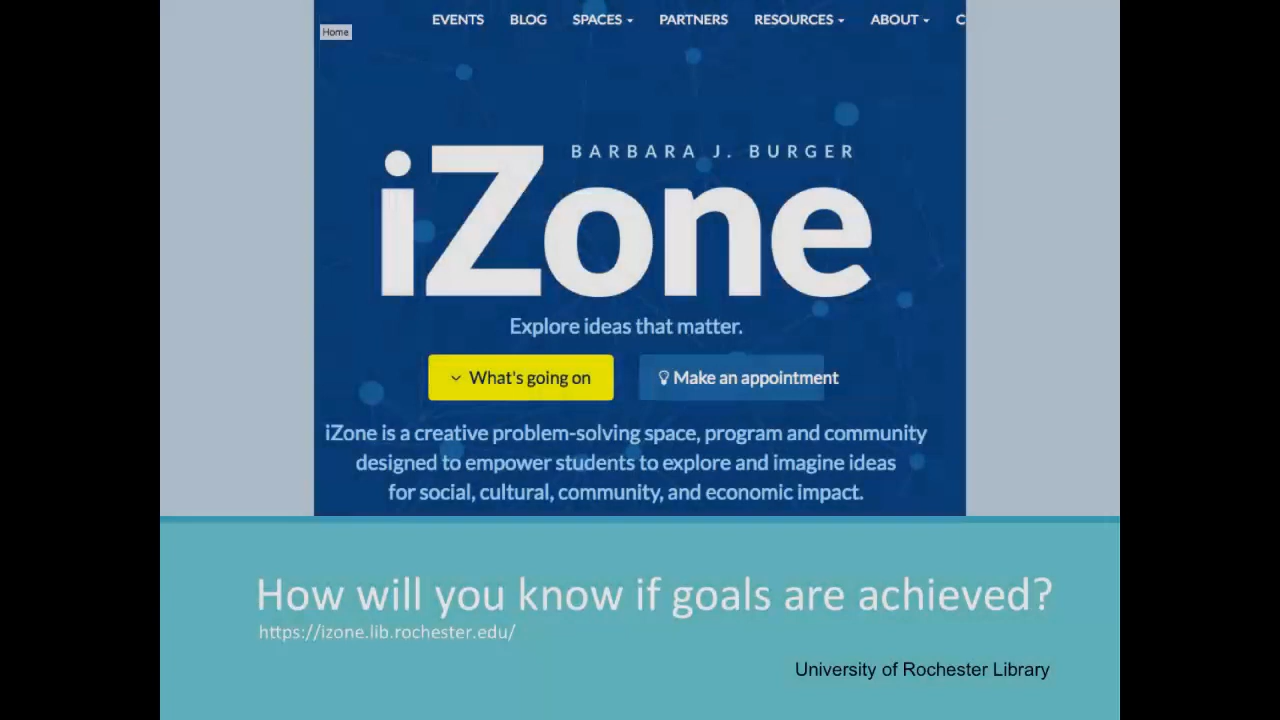 EVENTS BLOG SPACES PARTNERS RESOURCES ABOUT C
Home
BARBARA J. BURGER
iZone
Explore ideas that matter.
What's going on Make an appointment
iZone is a creative problem-solving space, program and community
designed to empower students to explore and imagine ideas
for social, cultural, community, and economic impact.
How will you know if goals are achieved?
https://izone.lib.rochester.edu/
University of Rochester Library